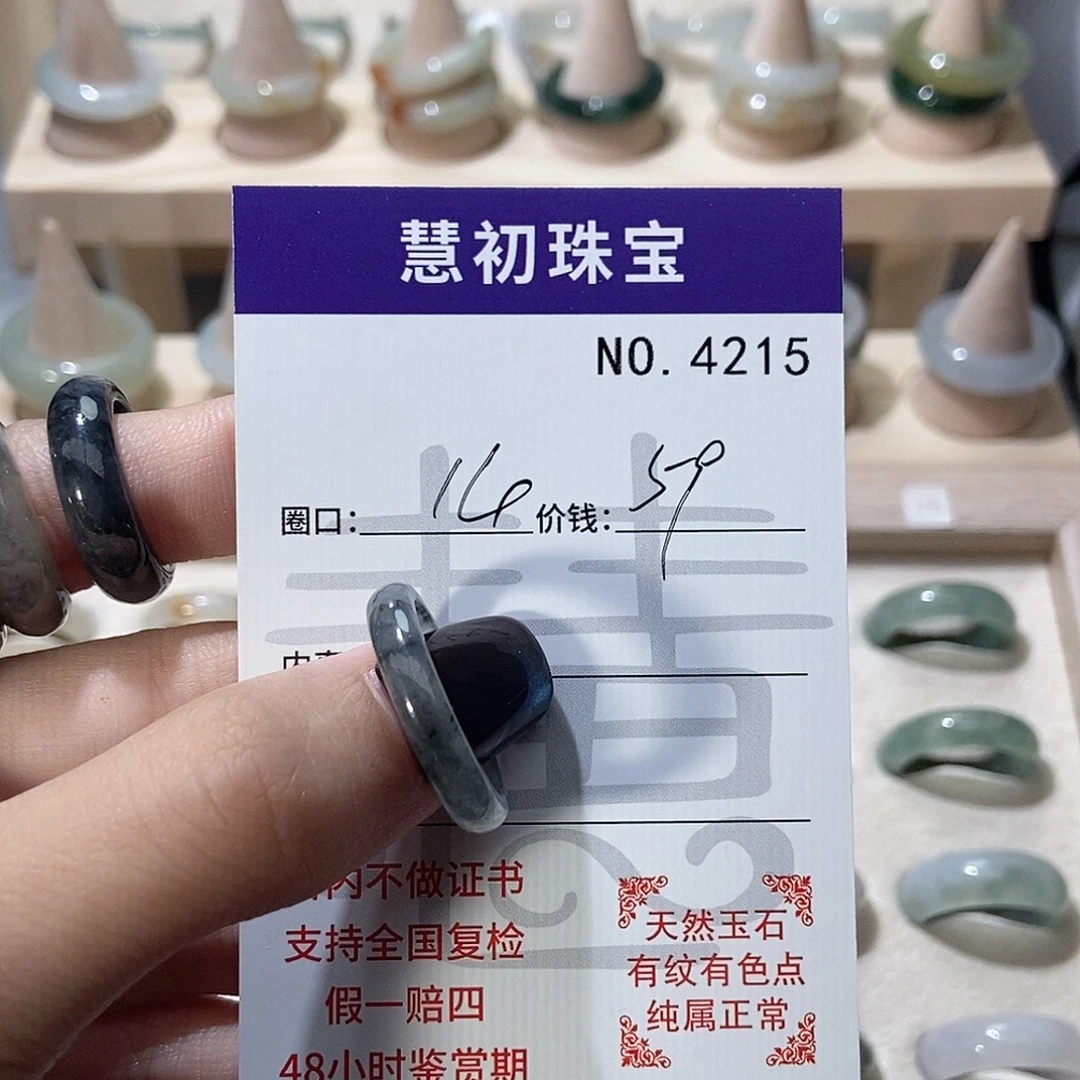 慧初珠宝
NO. 4215
圈口: 16 价钱: 59
内不做证书
支持全国复检
假一赔四
48小时鉴赏期
天然玉石
有纹有色点
纯属正常